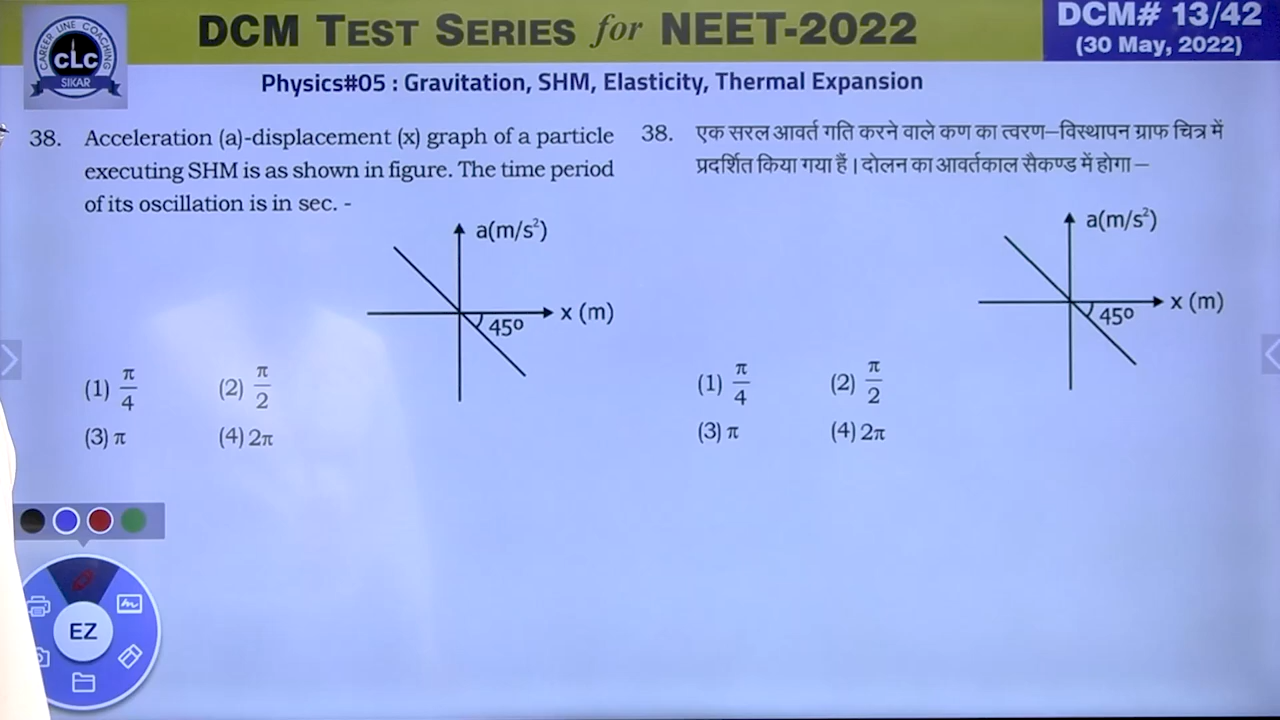 DCM TEST SERIES for NEET-2022
DCM# 13/42
(30 May, 2022)
CAREER LINE COACHING
CLC
SIKAR
Physics#05 : Gravitation, SHM, Elasticity, Thermal Expansion
38. Acceleration (a)-displacement (x) graph of a particle
executing SHM is as shown in figure. The time period
of its oscillation is in sec. -
a(m/s²)
x (m)
45º
(1) π/4 (2) π/2
(3) π (4) 2π
38. एक सरल आवर्त गति करने वाले कण का त्वरण–विस्थापन ग्राफ चित्र में
प्रदर्शित किया गया हैं। दोलन का आवर्तकाल सैकण्ड में होगा –
a(m/s²)
x (m)
45º
(1) π/4 (2) π/2
(3) π (4) 2π
EZ